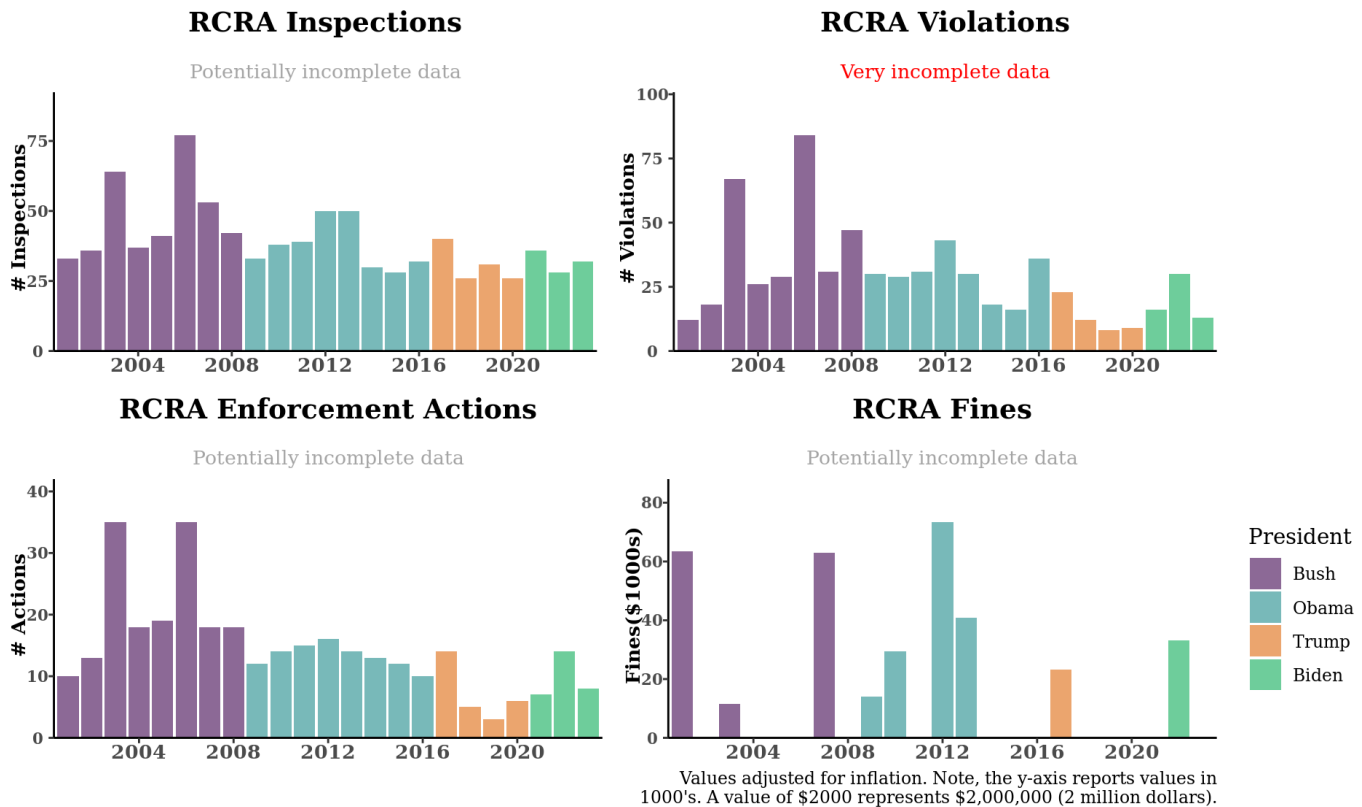 RCRA Inspections
Potentially incomplete data
# Inspections
75
50
25
0
2004 2008 2012 2016 2020
RCRA Violations
Very incomplete data
# Violations
100
75
50
25
0
2004 2008 2012 2016 2020
RCRA Enforcement Actions
Potentially incomplete data
# Actions
40
30
20
10
0
2004 2008 2012 2016 2020
RCRA Fines
Potentially incomplete data
Fines($1000s)
80
60
40
20
0
2004 2008 2012 2016 2020
President
Bush
Obama
Trump
Biden
Values adjusted for inflation. Note, the y-axis reports values in
1000's. A value of $2000 represents $2,000,000 (2 million dollars).